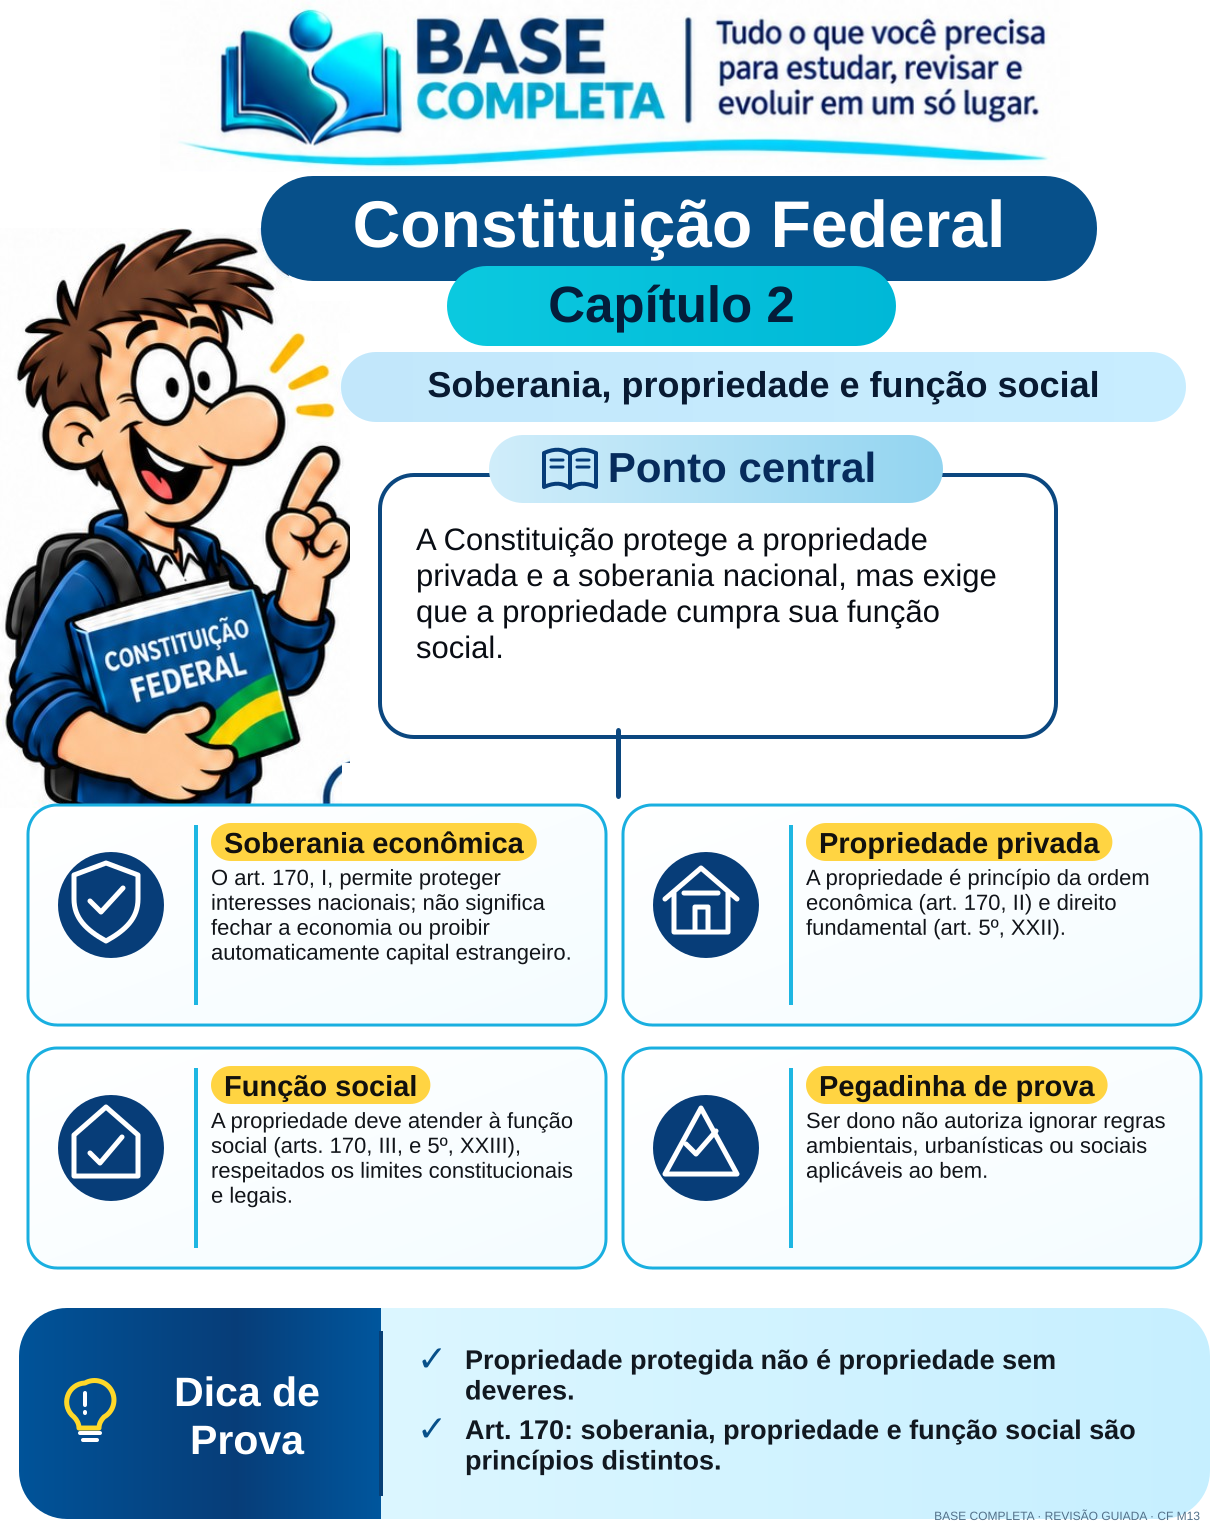 BASE
COMPLETA
Tudo o que você precisa
para estudar, revisar e
evoluir em um só lugar.
Constituição Federal
Capítulo 2
Soberania, propriedade e função social
Ponto central
A Constituição protege a propriedade
privada e a soberania nacional, mas exige
que a propriedade cumpra sua função
social.
CONSTITUIÇÃO
FEDERAL
Soberania econômica
O art. 170, I, permite proteger
interesses nacionais; não significa
fechar a economia ou proibir
automaticamente capital estrangeiro.
Propriedade privada
A propriedade é princípio da ordem
econômica (art. 170, II) e direito
fundamental (art. 5º, XXII).
Função social
A propriedade deve atender à função
social (arts. 170, III, e 5º, XXIII),
respeitados os limites constitucionais
e legais.
Pegadinha de prova
Ser dono não autoriza ignorar regras
ambientais, urbanísticas ou sociais
aplicáveis ao bem.
Dica de
Prova
✓ Propriedade protegida não é propriedade sem
deveres.
✓ Art. 170: soberania, propriedade e função social são
princípios distintos.
BASE COMPLETA · REVISÃO GUIADA · CF M13